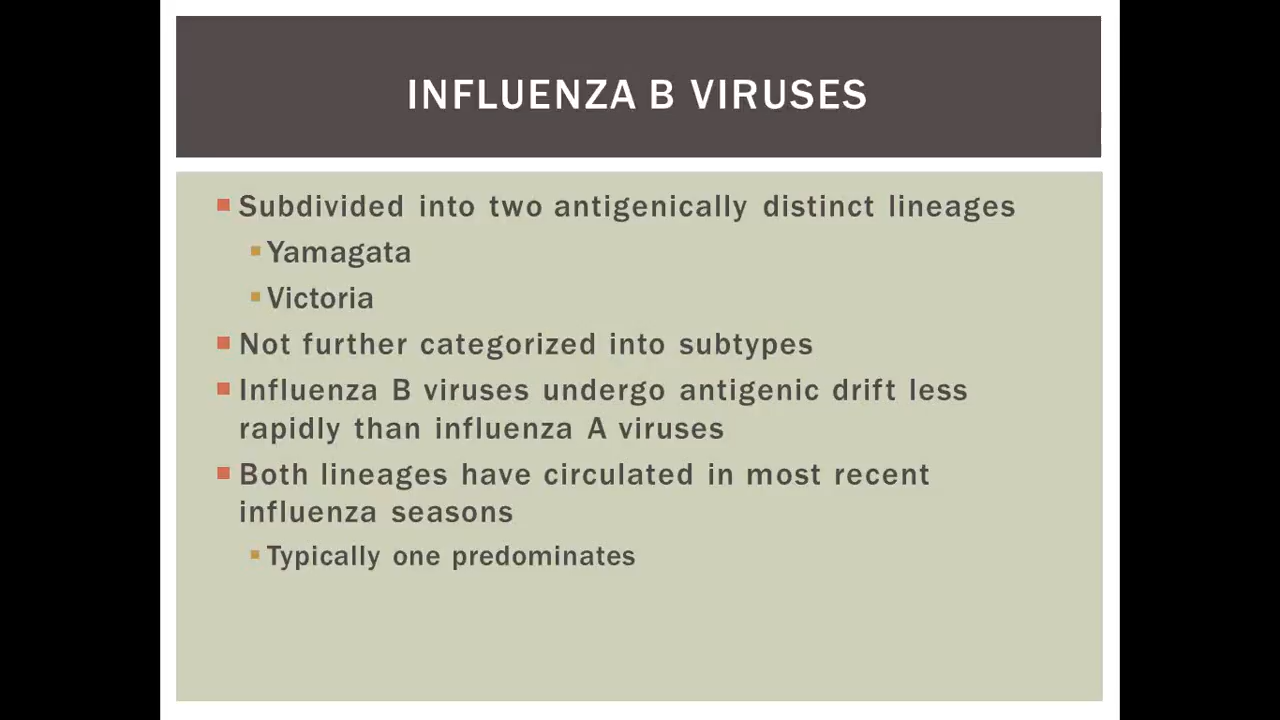 INFLUENZA B VIRUSES
Subdivided into two antigenically distinct lineages
Yamagata
Victoria
Not further categorized into subtypes
Influenza B viruses undergo antigenic drift less
rapidly than influenza A viruses
Both lineages have circulated in most recent
influenza seasons
Typically one predominates